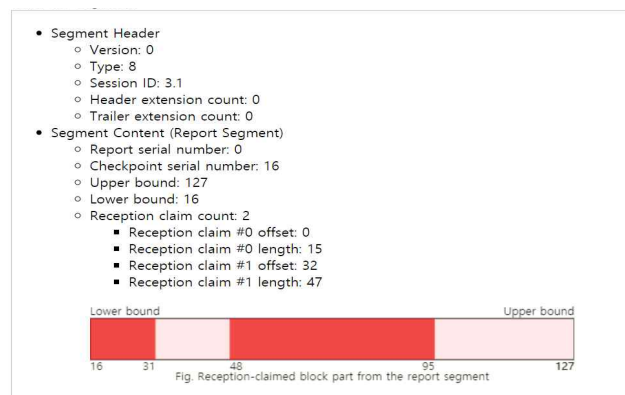 Segment Header
Version: 0
Type: 8
Session ID: 3.1
Header extension count: 0
Trailer extension count: 0
Segment Content (Report Segment)
Report serial number: 0
Checkpoint serial number: 16
Upper bound: 127
Lower bound: 16
Reception claim count: 2
Reception claim #0 offset: 0
Reception claim #0 length: 15
Reception claim #1 offset: 32
Reception claim #1 length: 47
Lower bound Upper bound
16 31 48 95 127
Fig. Reception-claimed block part from the report segment